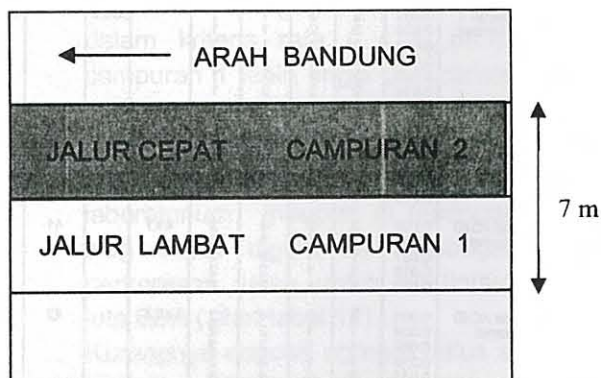 ARAH BANDUNG
JALUR CEPAT CAMPURAN 2
7 m
JALUR LAMBAT CAMPURAN 1